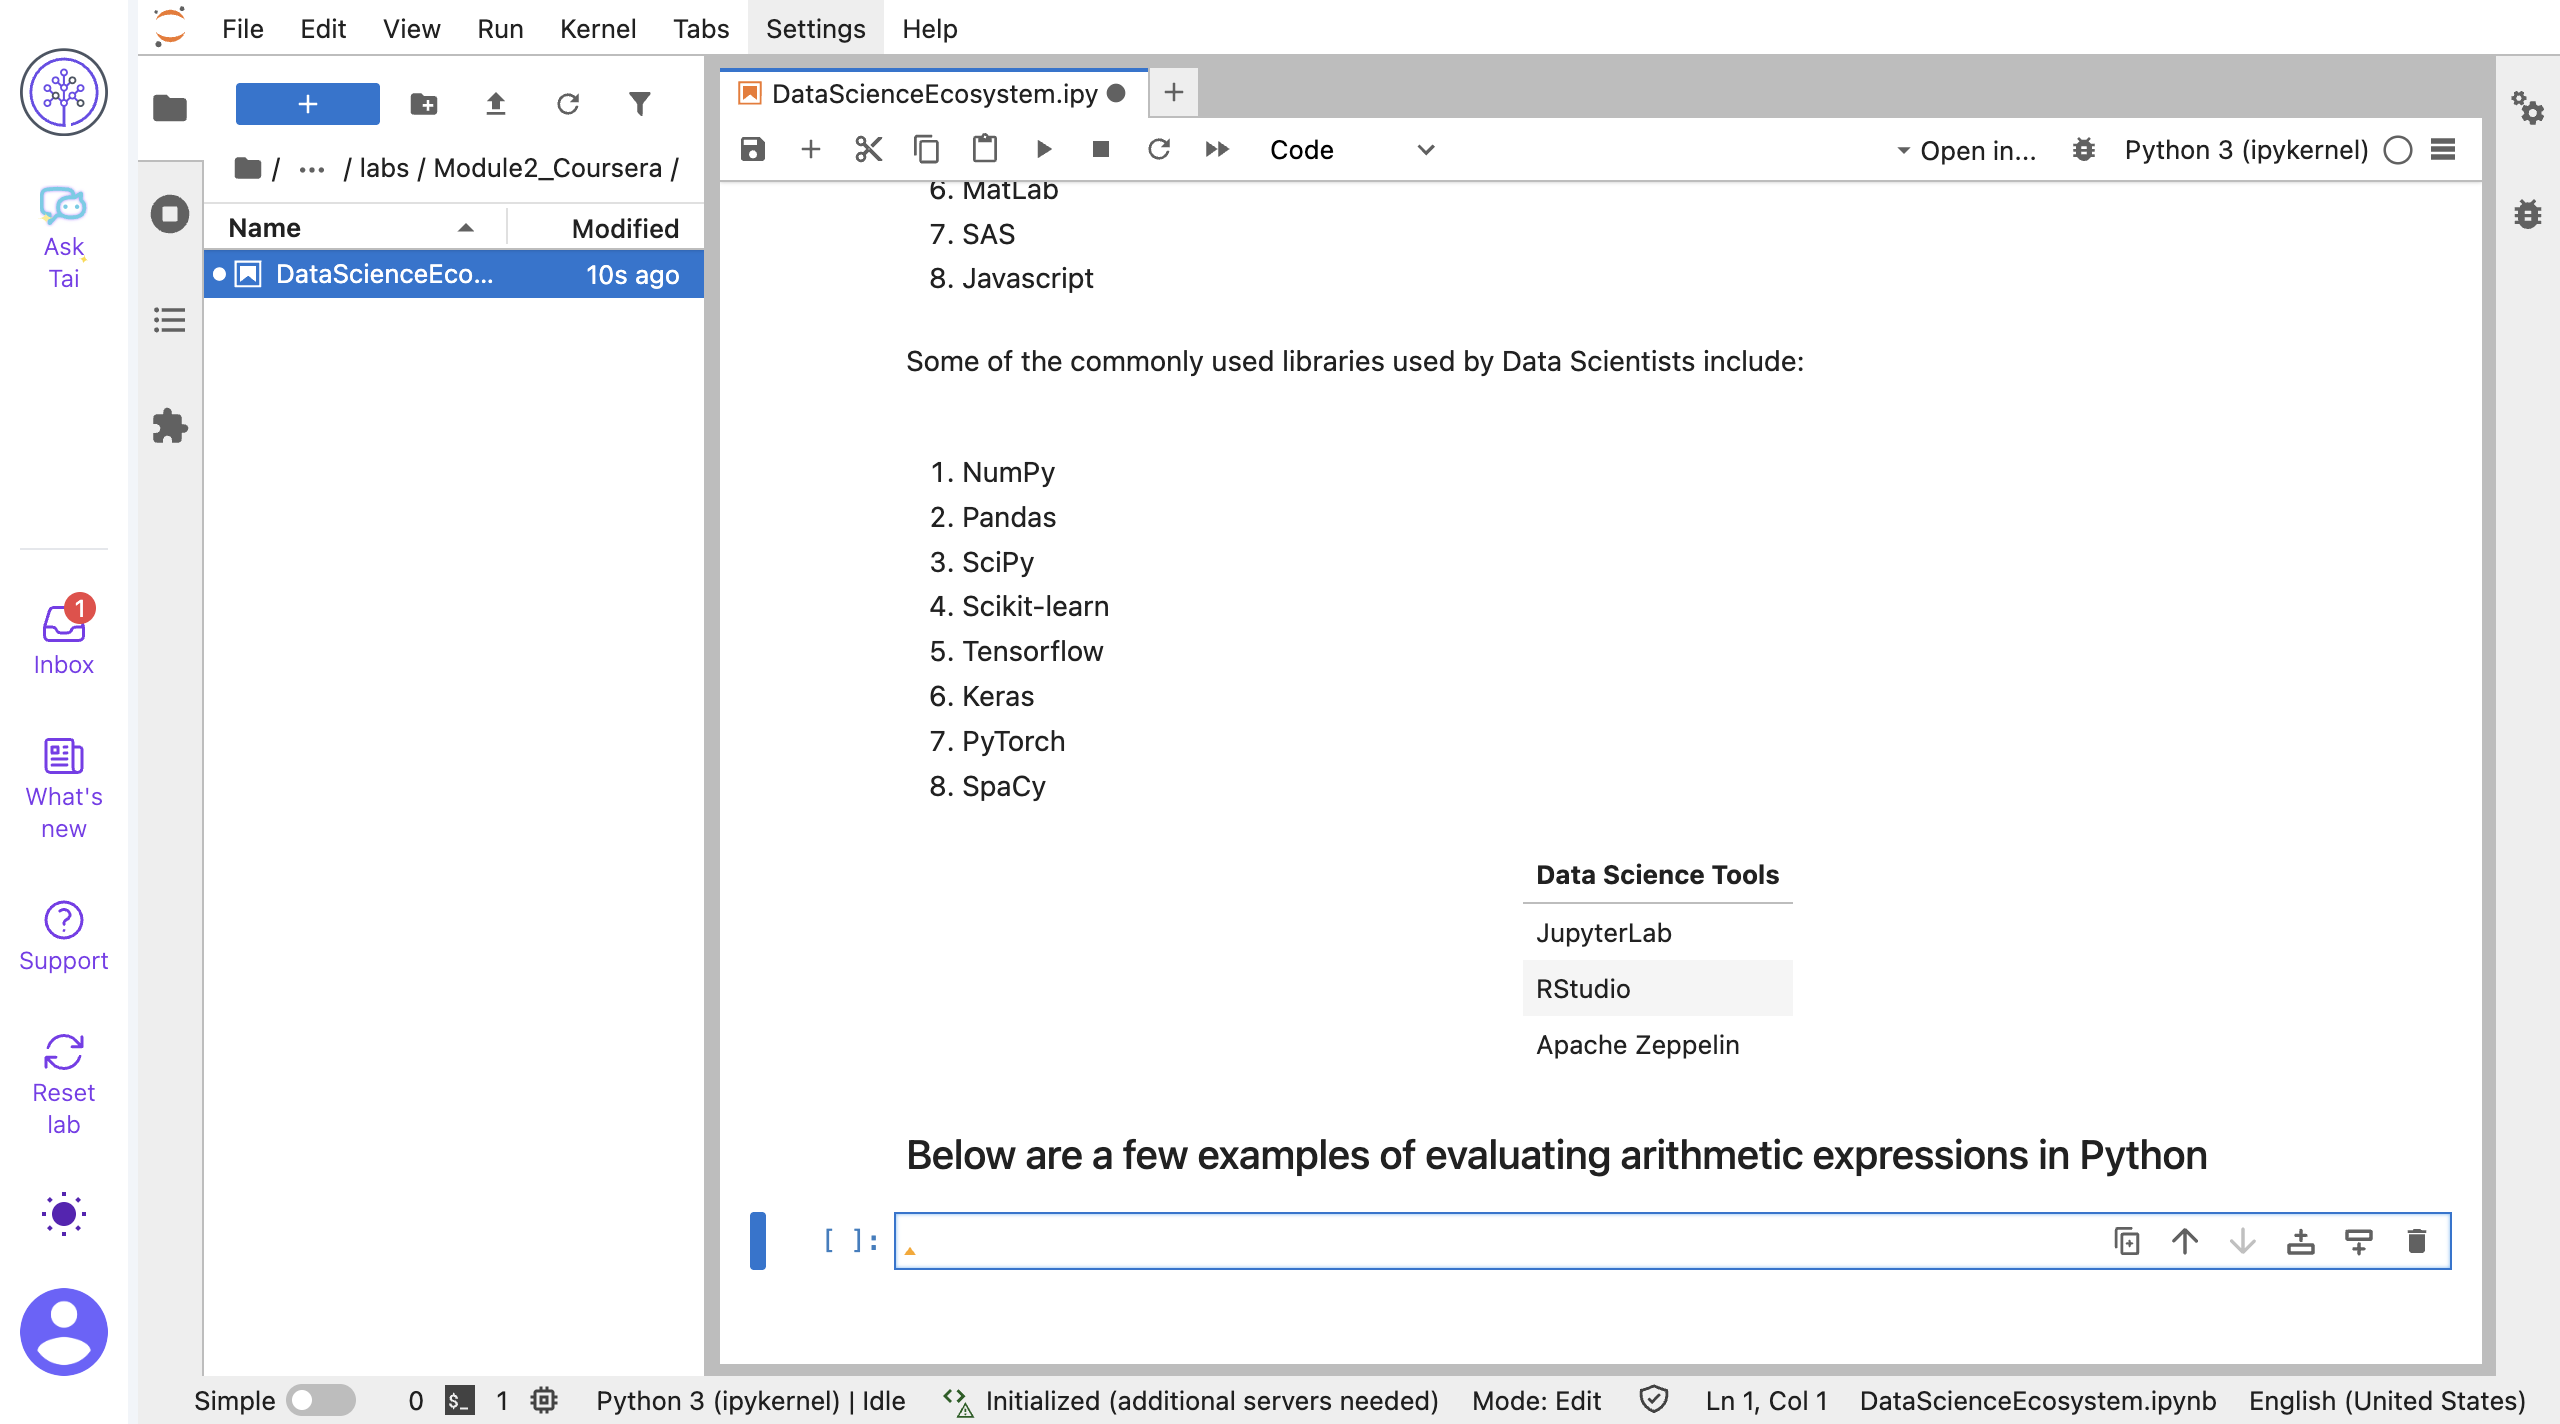 File Edit View Run Kernel Tabs Settings Help
Ask
Tai
Inbox
1
What's
new
Support
Reset
lab
/ ... / labs / Module2_Coursera /
Name Modified
DataScienceEco... 10s ago
DataScienceEcosystem.ipy
Code
Open in...
Python 3 (ipykernel)
6. MatLab
7. SAS
8. Javascript
Some of the commonly used libraries used by Data Scientists include:
1. NumPy
2. Pandas
3. SciPy
4. Scikit-learn
5. Tensorflow
6. Keras
7. PyTorch
8. SpaCy
Data Science Tools
JupyterLab
RStudio
Apache Zeppelin
Below are a few examples of evaluating arithmetic expressions in Python
[ ]:
Simple 0 $_ 1 Python 3 (ipykernel) | Idle Initialized (additional servers needed) Mode: Edit Ln 1, Col 1 DataScienceEcosystem.ipynb English (United States)